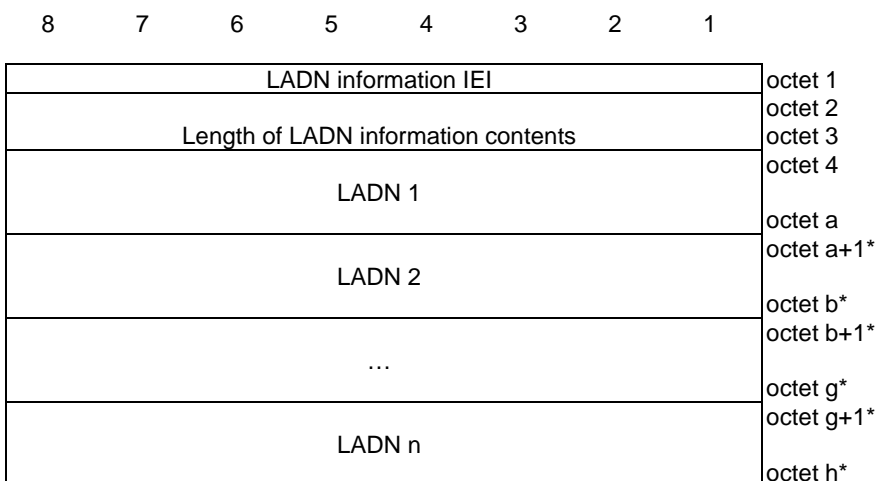 8 7 6 5 4 3 2 1
LADN information IEI octet 1
octet 2
Length of LADN information contents octet 3
octet 4
LADN 1
octet a
octet a+1*
LADN 2
octet b*
octet b+1*
…
octet g*
octet g+1*
LADN n
octet h*